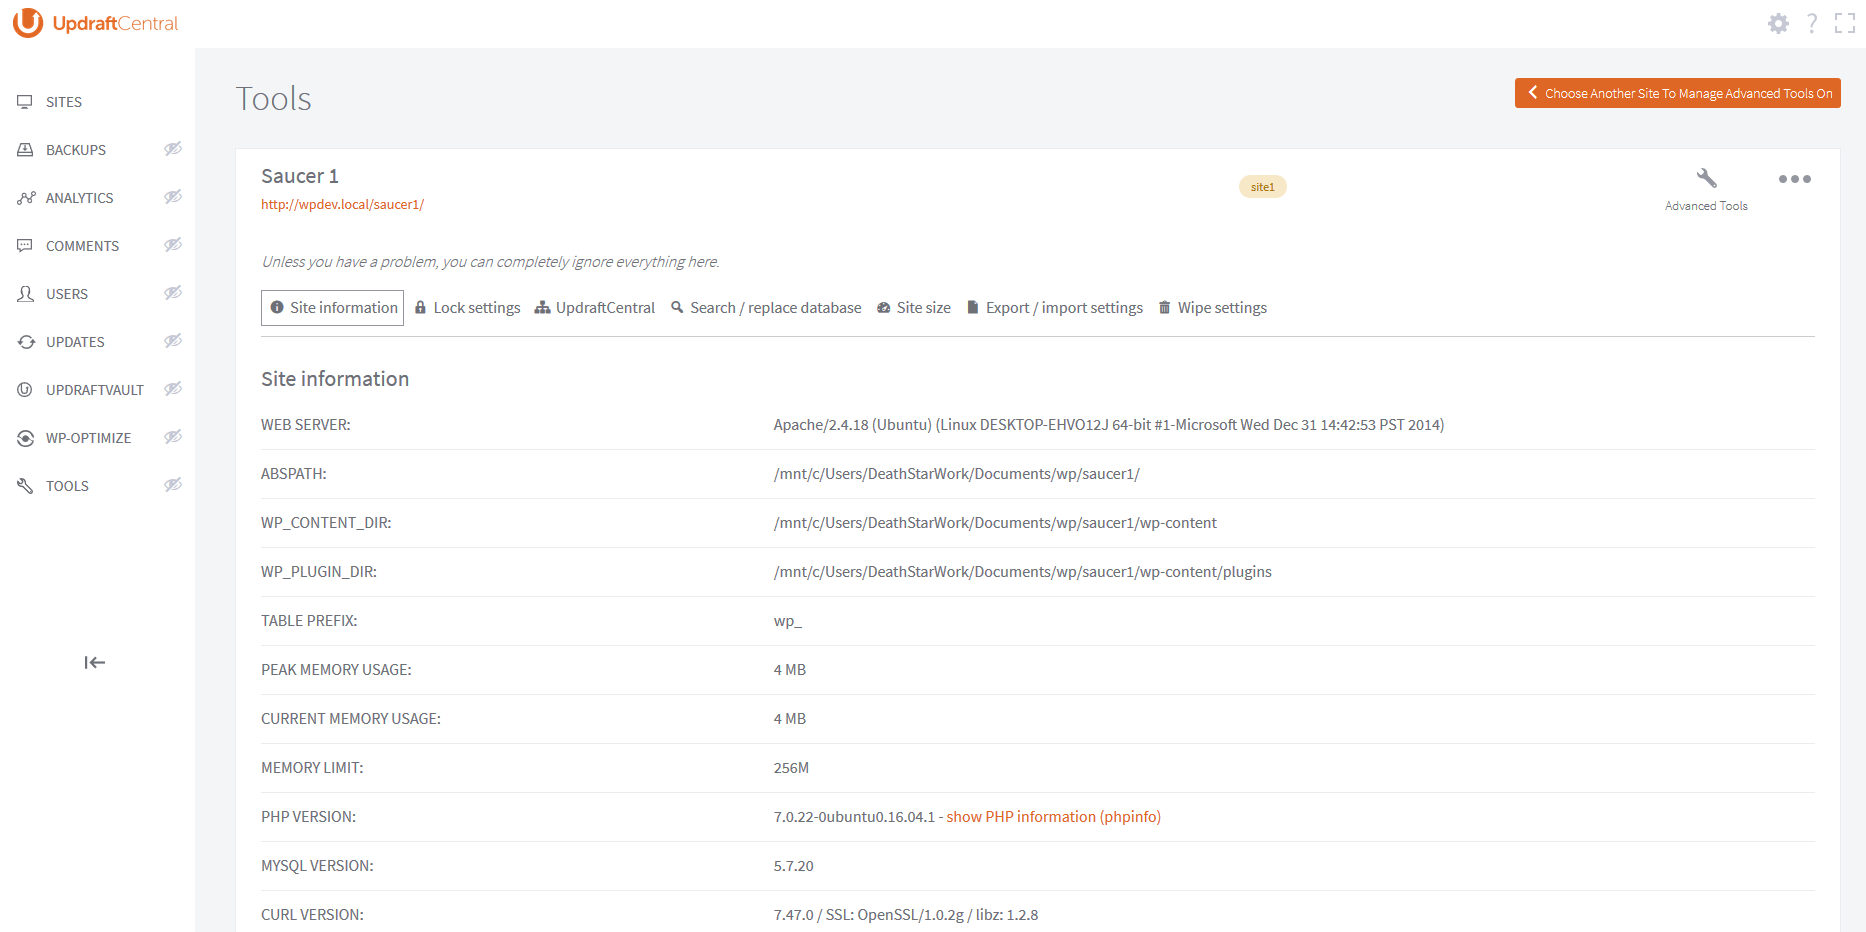 UpdraftCentral
?
SITES
BACKUPS
ANALYTICS
COMMENTS
USERS
UPDATES
UPDRAFTVAULT
WP-OPTIMIZE
TOOLS
Tools
Choose Another Site To Manage Advanced Tools On
Saucer 1
http://wpdev.local/saucer1/
site1
Advanced Tools
Unless you have a problem, you can completely ignore everything here.
Site information Lock settings UpdraftCentral Search / replace database Site size Export / import settings Wipe settings
Site information
WEB SERVER: Apache/2.4.18 (Ubuntu) (Linux DESKTOP-EHVO12J 64-bit #1-Microsoft Wed Dec 31 14:42:53 PST 2014)
ABSPATH: /mnt/c/Users/DeathStarWork/Documents/wp/saucer1/
WP_CONTENT_DIR: /mnt/c/Users/DeathStarWork/Documents/wp/saucer1/wp-content
WP_PLUGIN_DIR: /mnt/c/Users/DeathStarWork/Documents/wp/saucer1/wp-content/plugins
TABLE PREFIX: wp_
PEAK MEMORY USAGE: 4 MB
CURRENT MEMORY USAGE: 4 MB
MEMORY LIMIT: 256M
PHP VERSION: 7.0.22-0ubuntu0.16.04.1 - show PHP information (phpinfo)
MYSQL VERSION: 5.7.20
CURL VERSION: 7.47.0 / SSL: OpenSSL/1.0.2g / libz: 1.2.8